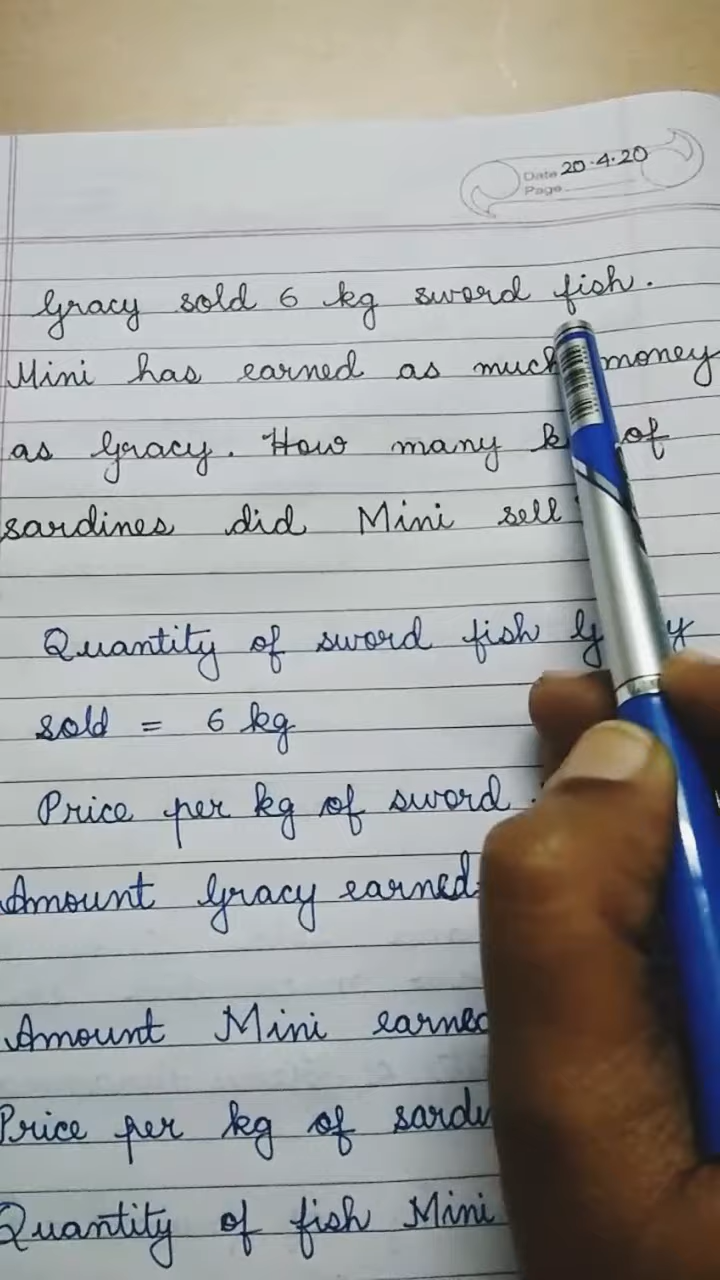 Date 20.4.20
Page
Gracy sold 6 kg sword fish.
Mini has earned as much money
as Gracy. How many of
sardines did Mini sell
Quantity of sword fish
sold = 6 kg
Price per kg of sword
Amount Gracy earned
Amount Mini earned
Price per kg of
Quantity of fish Mini